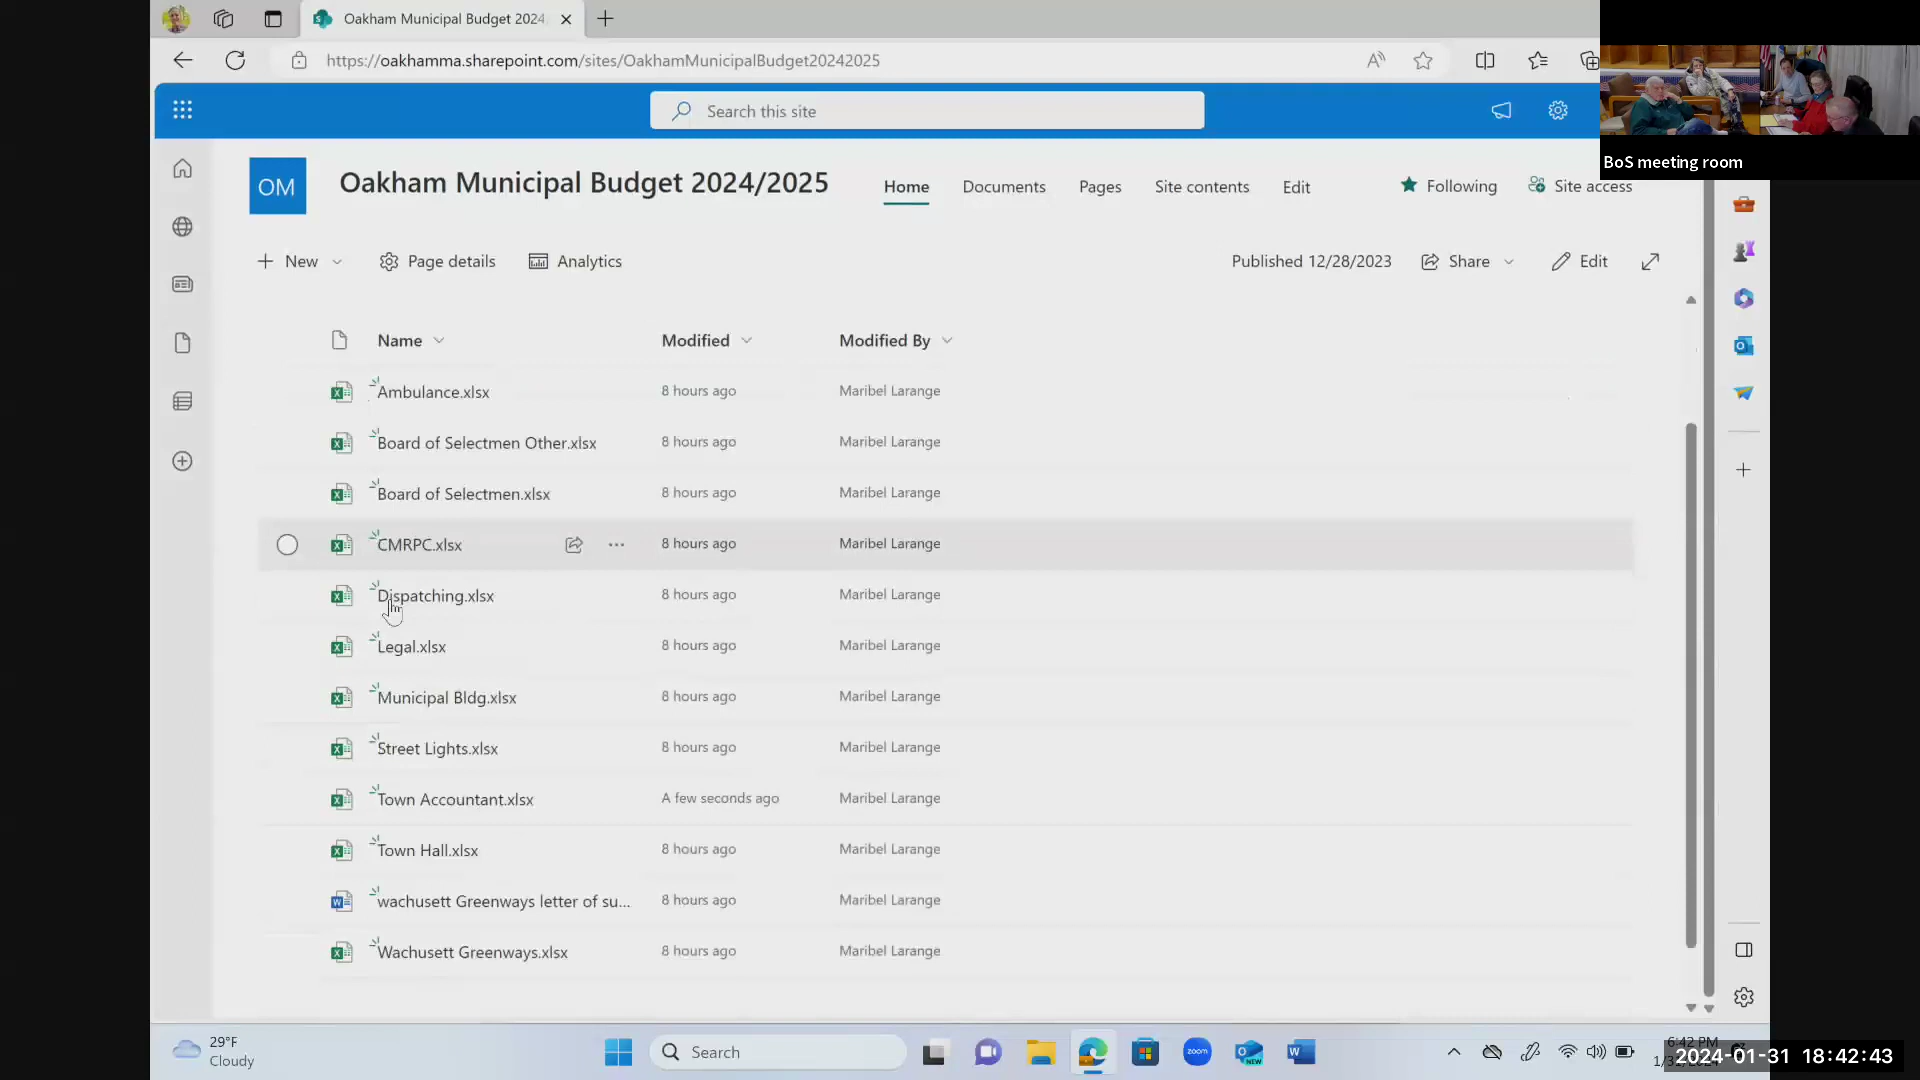 Oakham Municipal Budget 2024
https://oakhamma.sharepoint.com/sites/OakhamMunicipalBudget20242025
Search this site
BoS meeting room
OM
Oakham Municipal Budget 2024/2025
Home
Documents
Pages
Site contents
Edit
Following
Site access
New
Page details
Analytics
Published 12/28/2023
Share
Edit
Name
Modified
Modified By
Ambulance.xlsx 8 hours ago Maribel Larange
Board of Selectmen Other.xlsx 8 hours ago Maribel Larange
Board of Selectmen.xlsx 8 hours ago Maribel Larange
CMRPC.xlsx 8 hours ago Maribel Larange
Dispatching.xlsx 8 hours ago Maribel Larange
Legal.xlsx 8 hours ago Maribel Larange
Municipal Bldg.xlsx 8 hours ago Maribel Larange
Street Lights.xlsx 8 hours ago Maribel Larange
Town Accountant.xlsx A few seconds ago Maribel Larange
Town Hall.xlsx 8 hours ago Maribel Larange
wachusett Greenways letter of su... 8 hours ago Maribel Larange
Wachusett Greenways.xlsx 8 hours ago Maribel Larange
29°F
Cloudy
Search
zoom
NEW
6:42 PM
2024-01-31 18:42:43